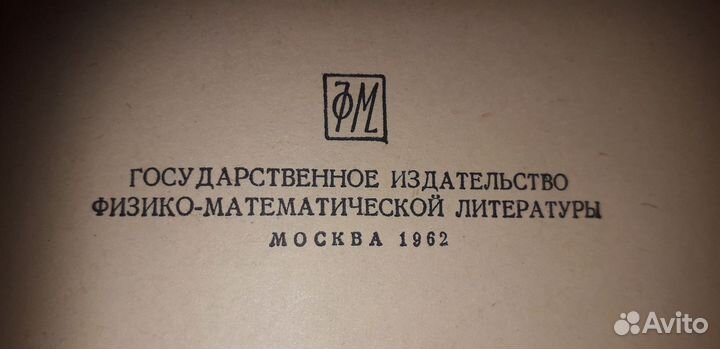 ФМ
ГОСУДАРСТВЕННОЕ ИЗДАТЕЛЬСТВО
ФИЗИКО-МАТЕМАТИЧЕСКОЙ ЛИТЕРАТУРЫ
МОСКВА 1962
Avito